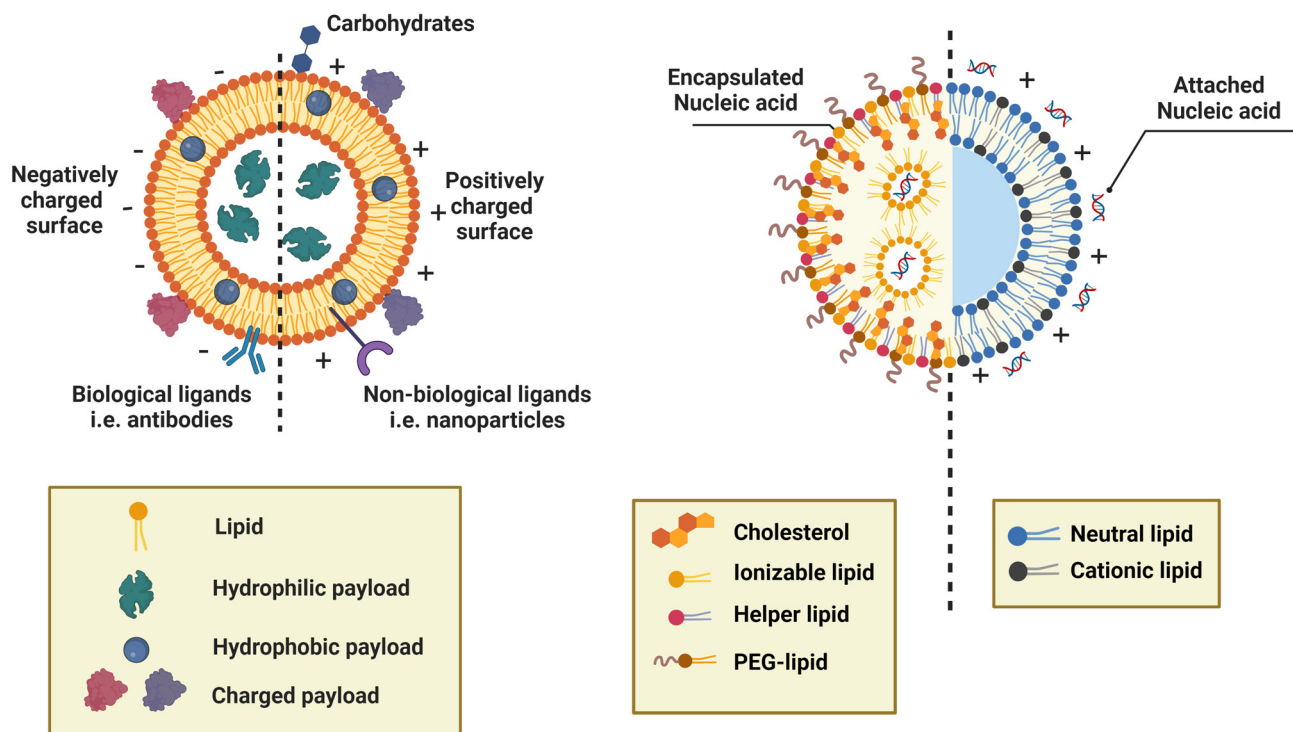 Carbohydrates
-
+
-
+
Negatively
charged
surface
-
Positively
charged
surface
+
-
+
-
+
Biological ligands
i.e. antibodies
Non-biological ligands
i.e. nanoparticles
Lipid
Hydrophilic payload
Hydrophobic payload
Charged payload
Encapsulated
Nucleic acid
Attached
Nucleic acid
+
+
+
+
+
+
Cholesterol
Ionizable lipid
Helper lipid
PEG-lipid
Neutral lipid
Cationic lipid